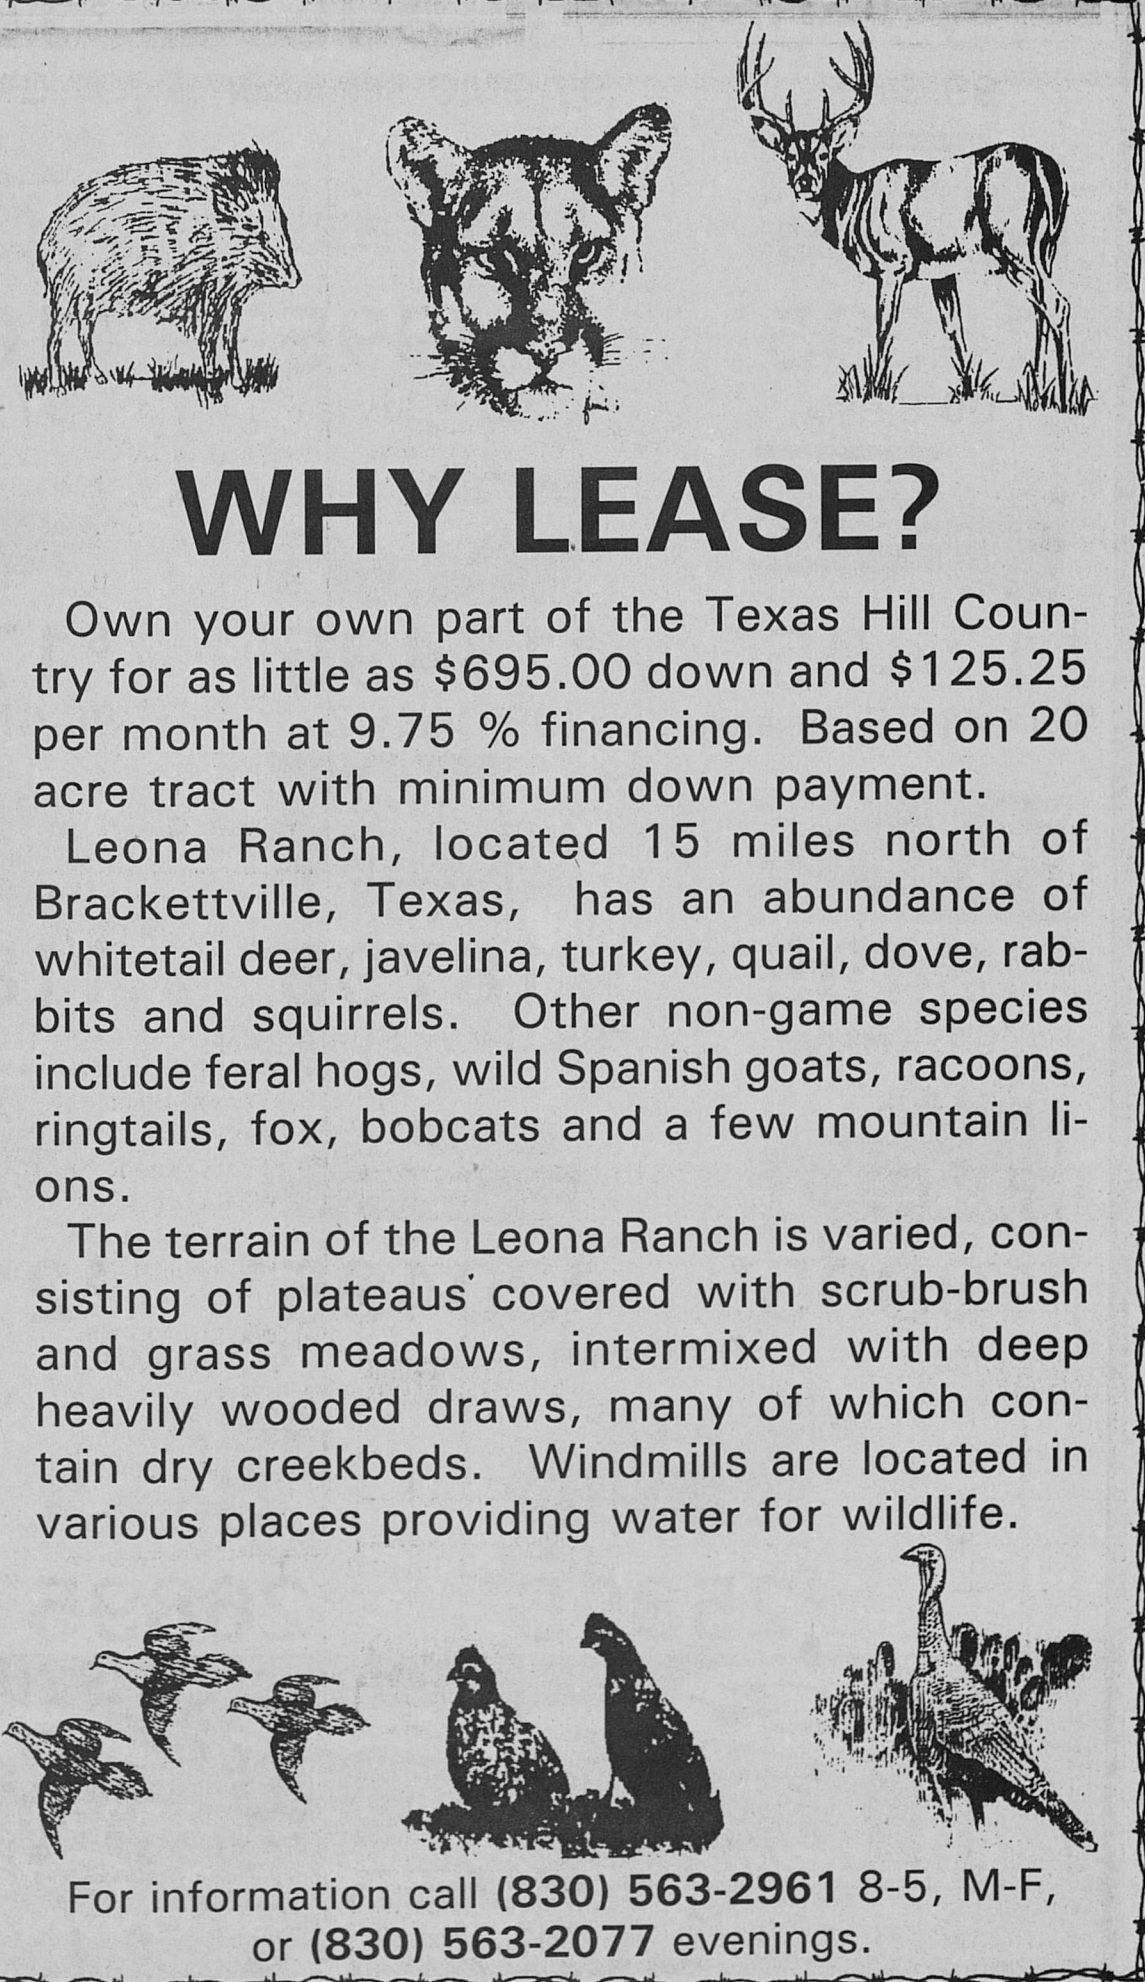 WHY LEASE?
Own your own part of the Texas Hill Coun-
try for as little as $695.00 down and $125.25
per month at 9.75 % financing. Based on 20
acre tract with minimum down payment.
Leona Ranch, located 15 miles north of
Brackettville, Texas, has an abundance of
whitetail deer, javelina, turkey, quail, dove, rab-
bits and squirrels. Other non-game species
include feral hogs, wild Spanish goats, racoons,
ringtails, fox, bobcats and a few mountain li-
ons.
The terrain of the Leona Ranch is varied, con-
sisting of plateaus covered with scrub-brush
and grass meadows, intermixed with deep
heavily wooded draws, many of which con-
tain dry creekbeds. Windmills are located in
various places providing water for wildlife.
For information call (830) 563-2961 8-5, M-F,
or (830) 563-2077 evenings.